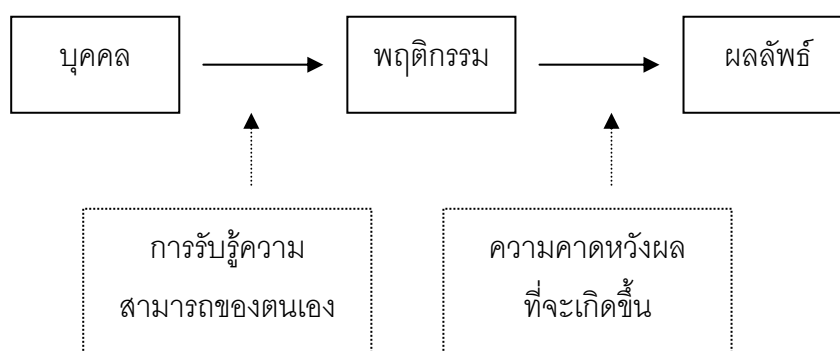 บุคคล
พฤติกรรม
ผลลัพธ์
การรับรู้ความ
สามารถของตนเอง
ความคาดหวังผล
ที่จะเกิดขึ้น